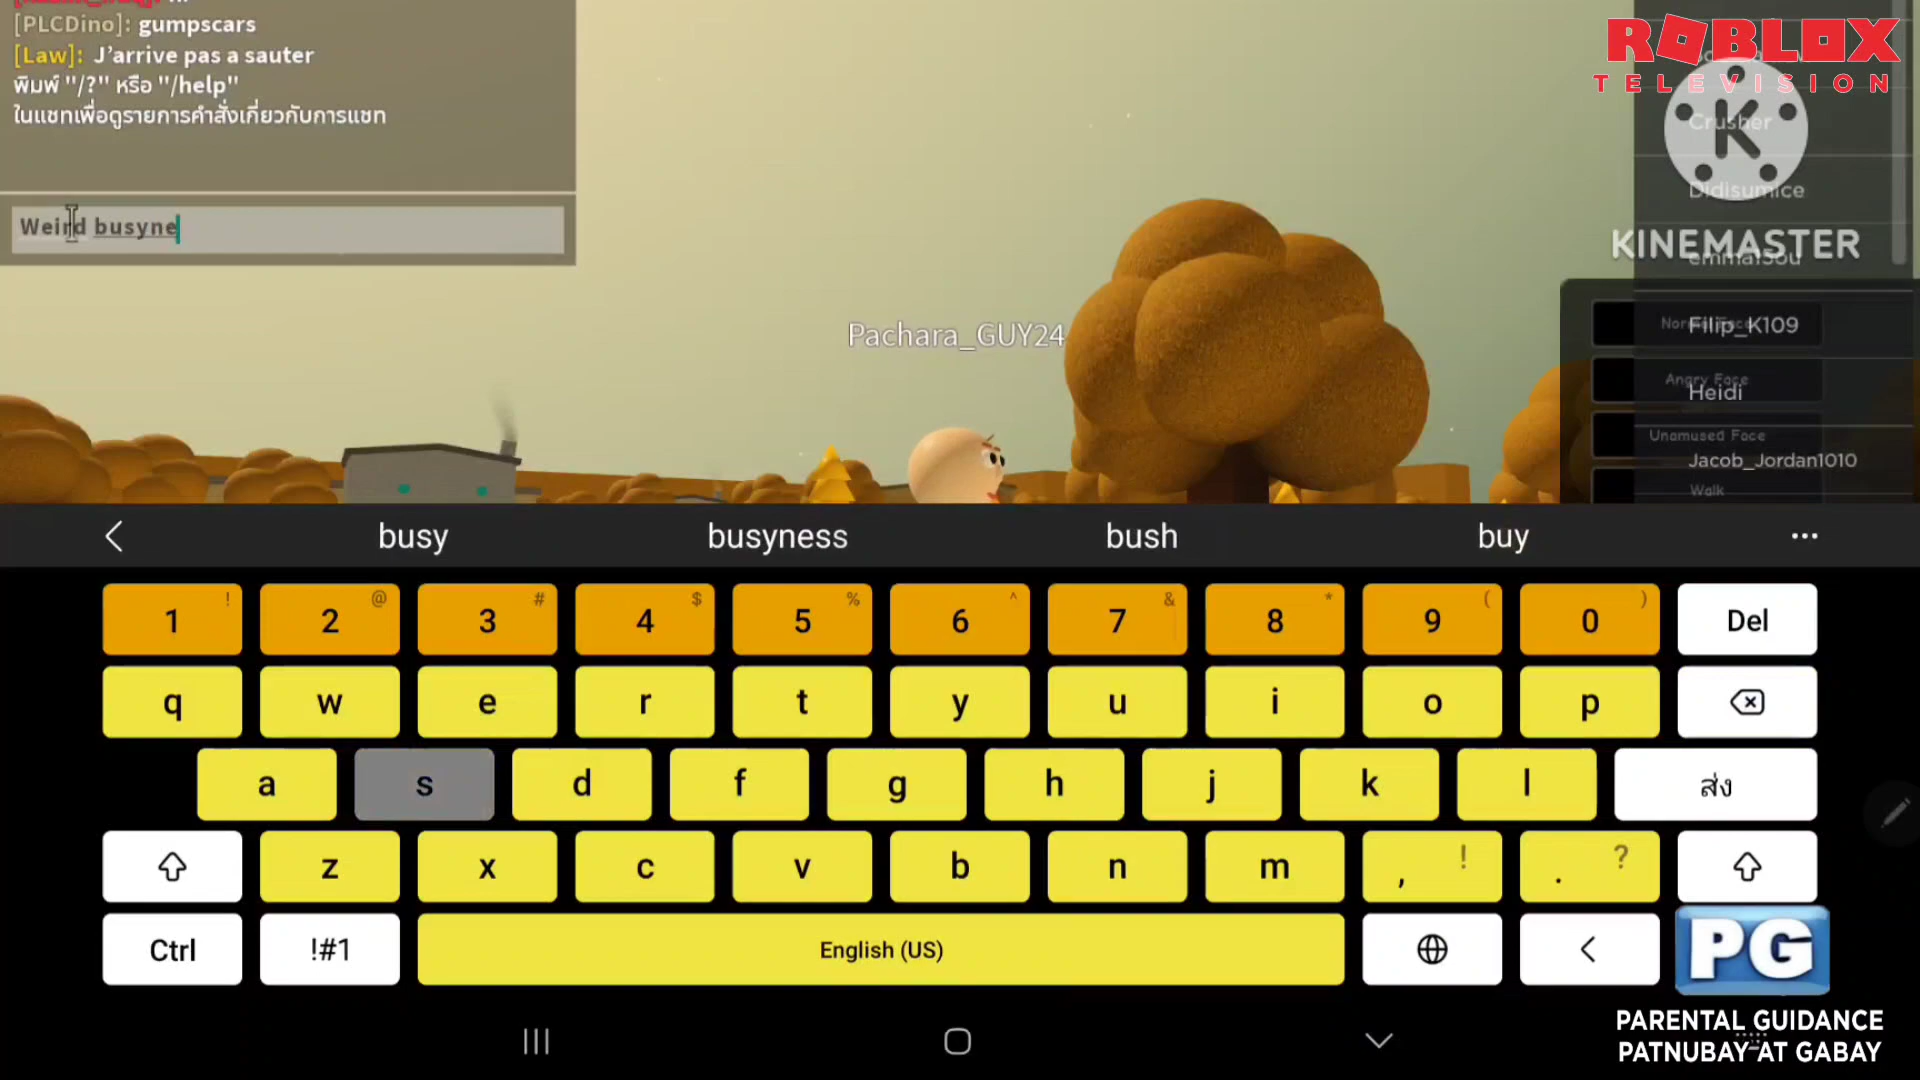 [PLCDino]: gumpscars
[Law]: J'arrive pas a sauter
พิมพ์ "/?" หรือ "/help"
ในแชทเพื่อดูรายการคำสั่งเกี่ยวกับการแชท
Weird busyne
ROBLOX
TELEVISION
Crusher
K
Didisumice
KINEMASTER
Pachara_GUY24
Filip_K109
Angry Face
Heidi
Unamused Face
Jacob_Jordan1010
Walk
busy busyness bush buy ...
1 ! 2 @ 3 # 4 $ 5 % 6 ^ 7 & 8 * 9 ( 0 ) Del
q w e r t y u i o p
a s d f g h j k l ส่ง
z x c v b n m , ! . ?
Ctrl !#1 English (US)
PG
PARENTAL GUIDANCE
PATNUBAY AT GABAY